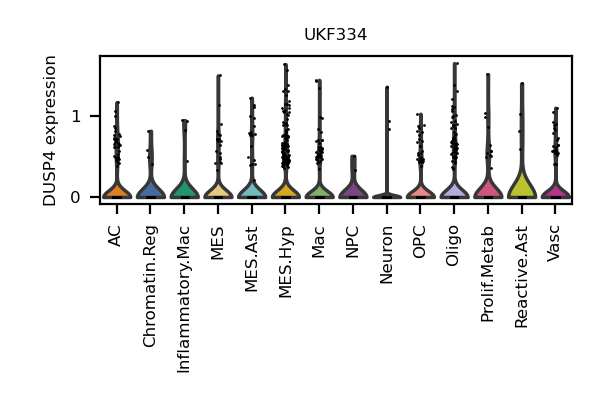 UKF334
DUSP4 expression
1
0
AC
Chromatin.Reg
Inflammatory.Mac
MES
MES.Ast
MES.Hyp
Mac
NPC
Neuron
OPC
Oligo
Prolif.Metab
Reactive.Ast
Vasc